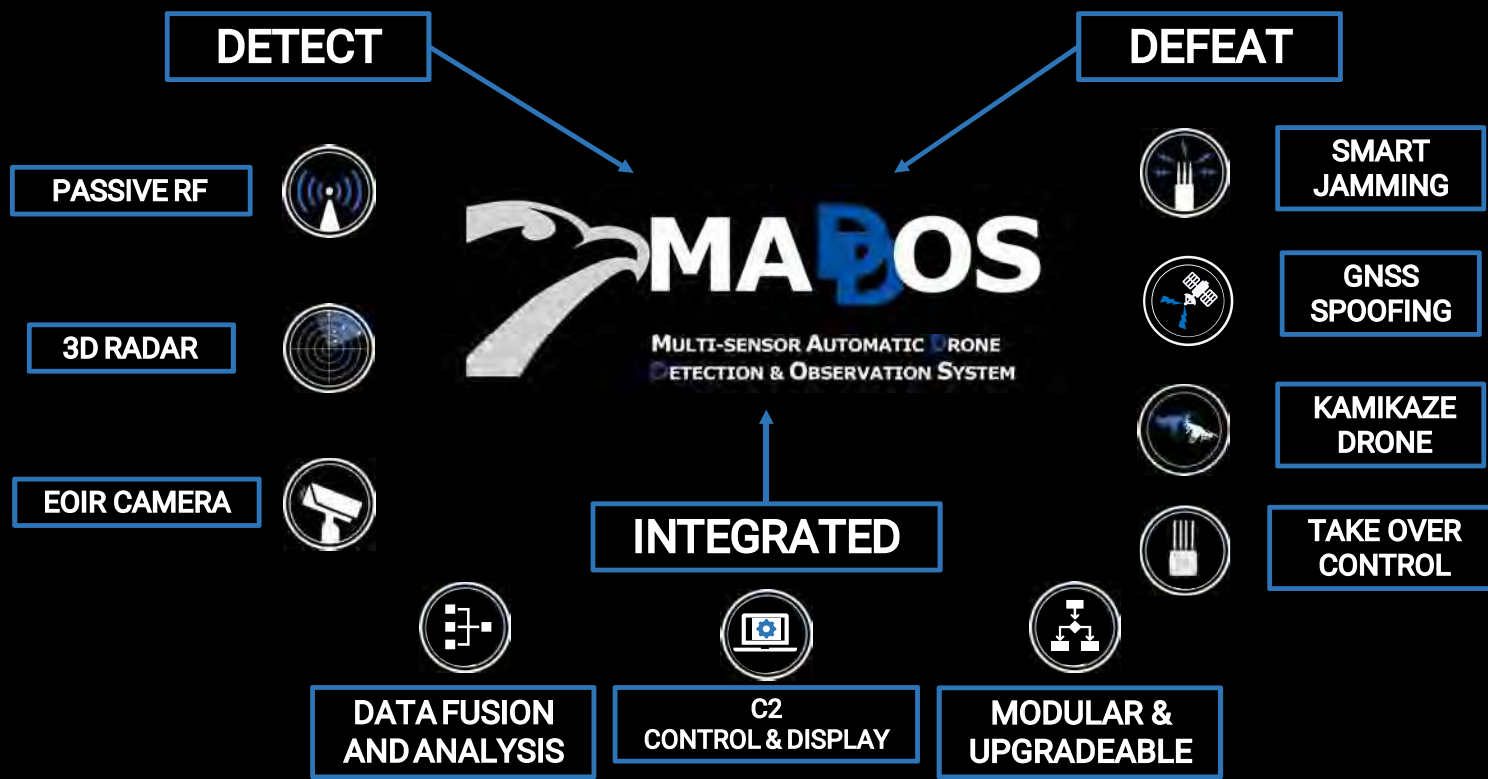 DETECT
DEFEAT
PASSIVE RF
3D RADAR
EOIR CAMERA
MADDOS
MULTI-SENSOR AUTOMATIC DRONE
DETECTION & OBSERVATION SYSTEM
SMART
JAMMING
GNSS
SPOOFING
KAMIKAZE
DRONE
TAKE OVER
CONTROL
INTEGRATED
DATA FUSION
AND ANALYSIS
C2
CONTROL & DISPLAY
MODULAR &
UPGRADEABLE